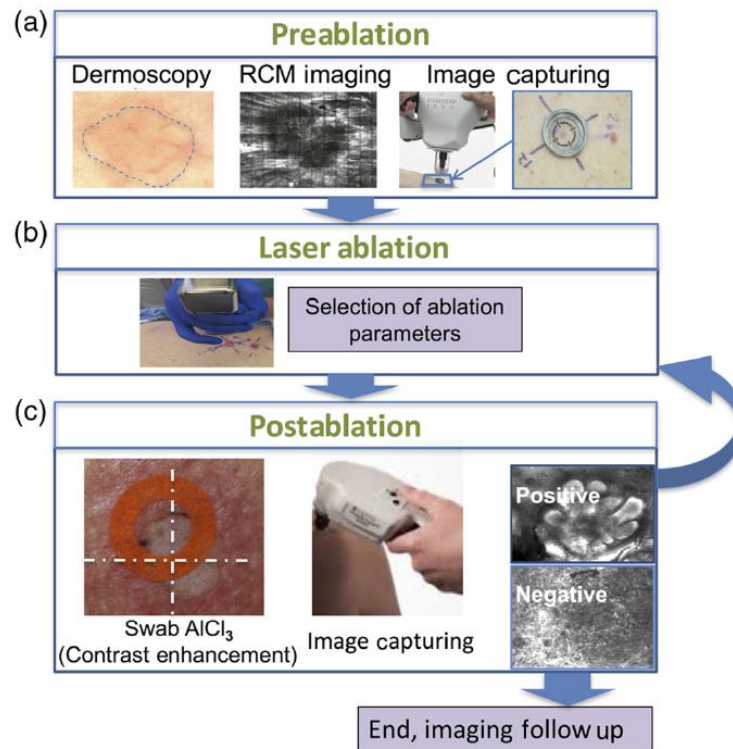 (a)
Preablation
Dermoscopy
RCM imaging
Image capturing
(b)
Laser ablation
Selection of ablation
parameters
(c)
Postablation
Positive
Negative
Swab AlCl₃
(Contrast enhancement)
Image capturing
End, imaging follow up